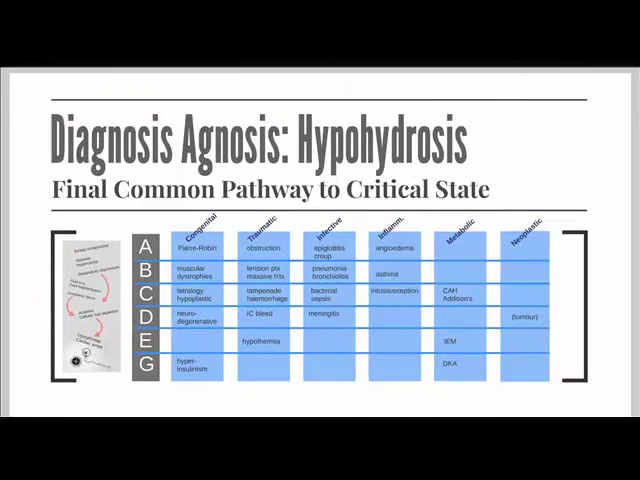 Diagnosis Agnosis: Hypohydrosis
Final Common Pathway to Critical State
Congenital
Traumatic
Infective
Inflamm.
Metabolic
Neoplastic
A
Pierre-Robin
obstruction
epiglottitis
croup
angioedema
B
muscular
dystrophies
tension ptx
massive h'tx
pneumonia
bronchiolitis
asthma
C
tetralogy
hypoplastic
tamponade
haemorrhage
bacterial
sepsis
intussusception
CAH
Addison's
D
neuro-
degenerative
IC bleed
meningitis
(tumour)
E
hypothermia
IEM
G
hyper-
insulinism
DKA